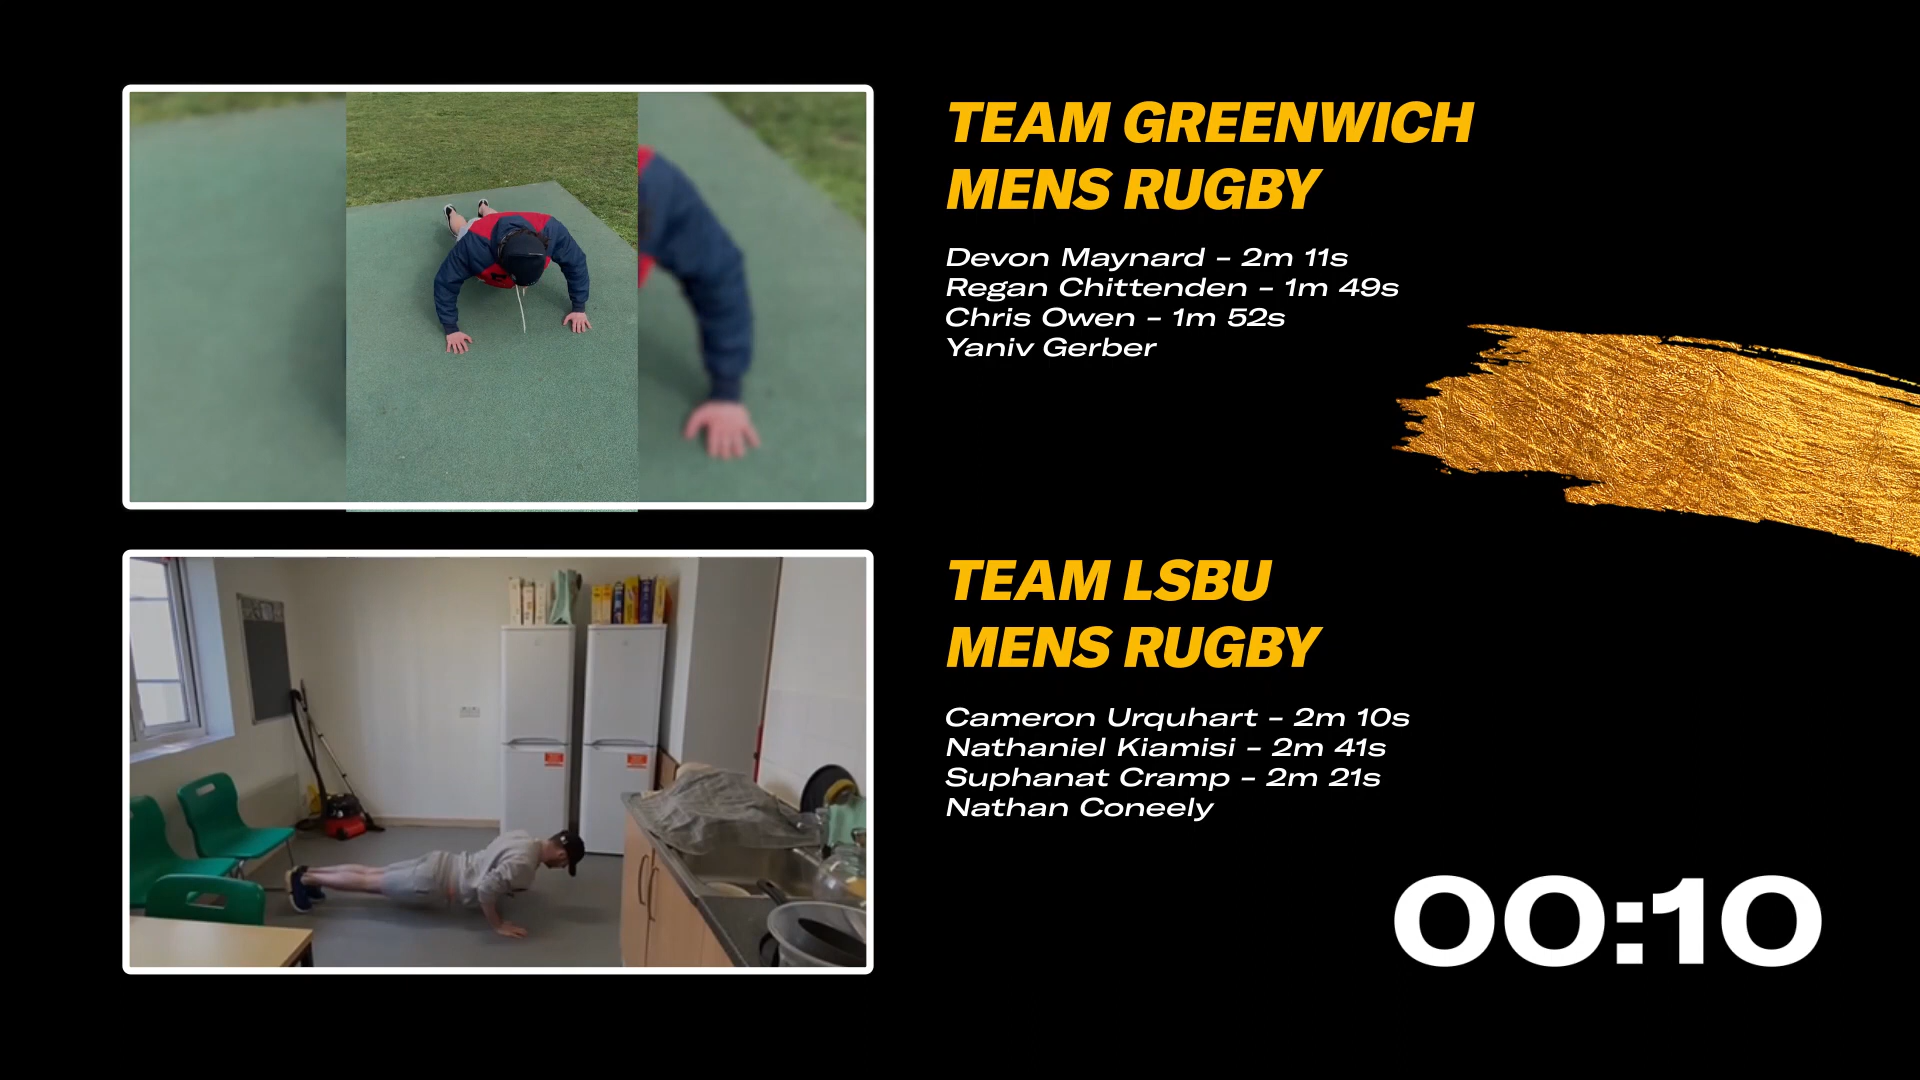 TEAM GREENWICH
MENS RUGBY
Devon Maynard - 2m 11s
Regan Chittenden - 1m 49s
Chris Owen - 1m 52s
Yaniv Gerber
TEAM LSBU
MENS RUGBY
Cameron Urquhart - 2m 10s
Nathaniel Kiamisi - 2m 41s
Suphanat Cramp - 2m 21s
Nathan Coneely
00:10